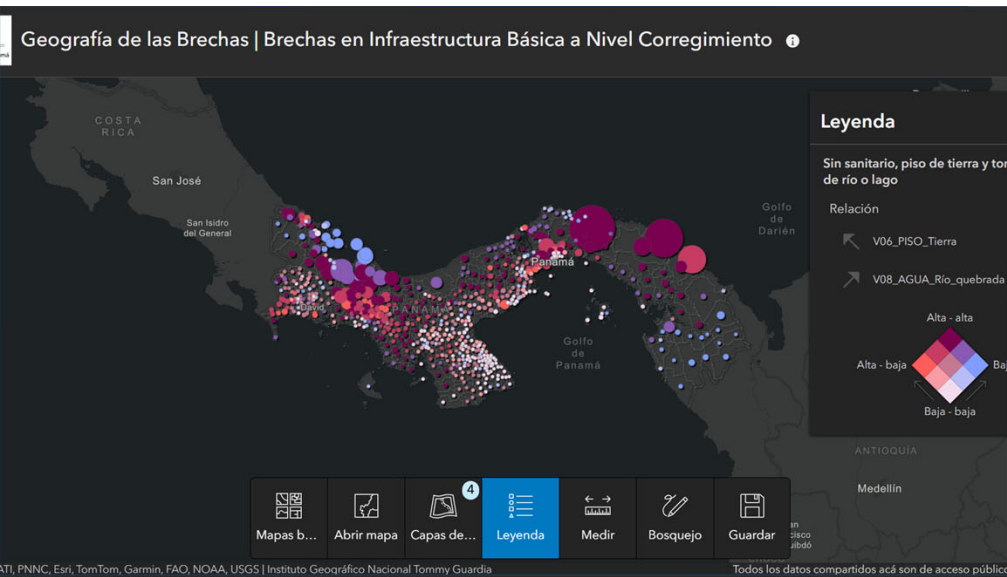 Geografía de las Brechas | Brechas en Infraestructura Básica a Nivel Corregimiento
COSTA
RICA
San José
San Isidro
del General
David
PANAMÁ
Panamá
Golfo
de
Panamá
Golfo
de
Darién
Leyenda
Sin sanitario, piso de tierra y
de río o lago
Relación
V06_PISO_Tierra
V08_AGUA_Río_quebrada
Alta - alta
Alta - baja
Baja - baja
ANTIOQUIA
Medellín
4
Mapas b...
Abrir mapa
Capas de...
Leyenda
Medir
Bosquejo
Guardar
PNNC, Esri, TomTom, Garmin, FAO, NOAA, USGS | Instituto Geográfico Nacional Tommy Guardia
Todos los datos compartidos acá son de acceso público